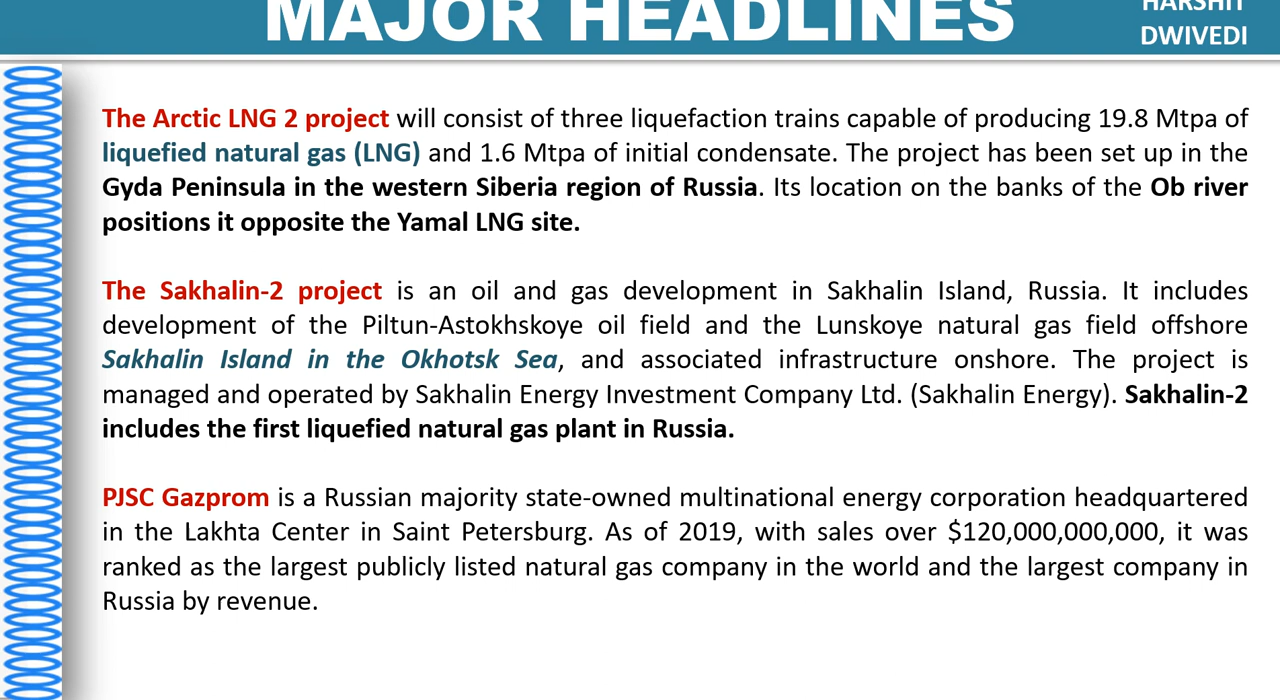 MAJOR HEADLINES
HARSHIT
DWIVEDI
The Arctic LNG 2 project will consist of three liquefaction trains capable of producing 19.8 Mtpa of
liquefied natural gas (LNG) and 1.6 Mtpa of initial condensate. The project has been set up in the
Gyda Peninsula in the western Siberia region of Russia. Its location on the banks of the Ob river
positions it opposite the Yamal LNG site.
The Sakhalin-2 project is an oil and gas development in Sakhalin Island, Russia. It includes
development of the Piltun-Astokhskoye oil field and the Lunskoye natural gas field offshore
Sakhalin Island in the Okhotsk Sea, and associated infrastructure onshore. The project is
managed and operated by Sakhalin Energy Investment Company Ltd. (Sakhalin Energy). Sakhalin-2
includes the first liquefied natural gas plant in Russia.
PJSC Gazprom is a Russian majority state-owned multinational energy corporation headquartered
in the Lakhta Center in Saint Petersburg. As of 2019, with sales over $120,000,000,000, it was
ranked as the largest publicly listed natural gas company in the world and the largest company in
Russia by revenue.